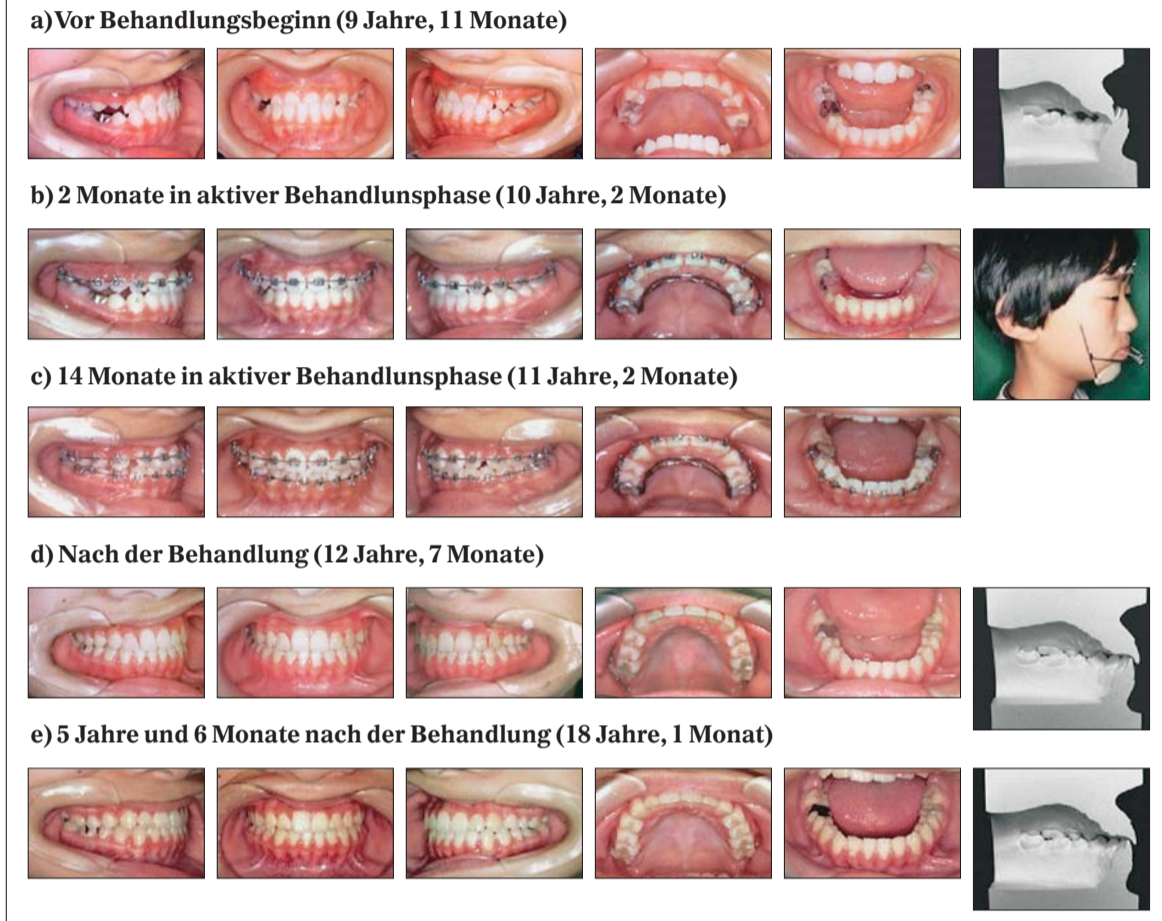 a) Vor Behandlungsbeginn (9 Jahre, 11 Monate)
b) 2 Monate in aktiver Behandlunsphase (10 Jahre, 2 Monate)
c) 14 Monate in aktiver Behandlunsphase (11 Jahre, 2 Monate)
d) Nach der Behandlung (12 Jahre, 7 Monate)
e) 5 Jahre und 6 Monate nach der Behandlung (18 Jahre, 1 Monat)